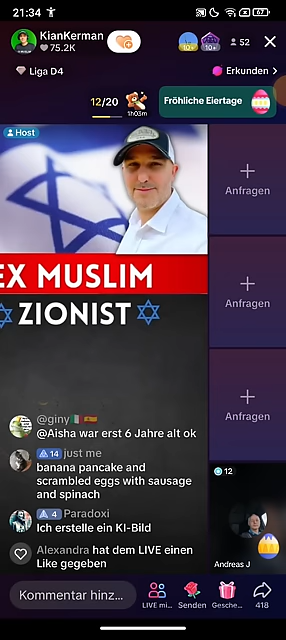 21:34
67
KianKerman
75.2K
10+
10+
52
Liga D4
Erkunden
12/20
1h03m
Fröhliche Eiertage
Host
EX MUSLIM
ZIONIST
Anfragen
Anfragen
Anfragen
@giny
@Aisha war erst 6 Jahre alt ok
14 just me
banana pancake and
scrambled eggs with sausage
and spinach
4 Paradoxi
Ich erstelle ein KI-Bild
Alexandra hat dem LIVE einen
Like gegeben
12
Andreas J
Kommentar hinz...
LIVE mi...
Senden
Gesche...
418